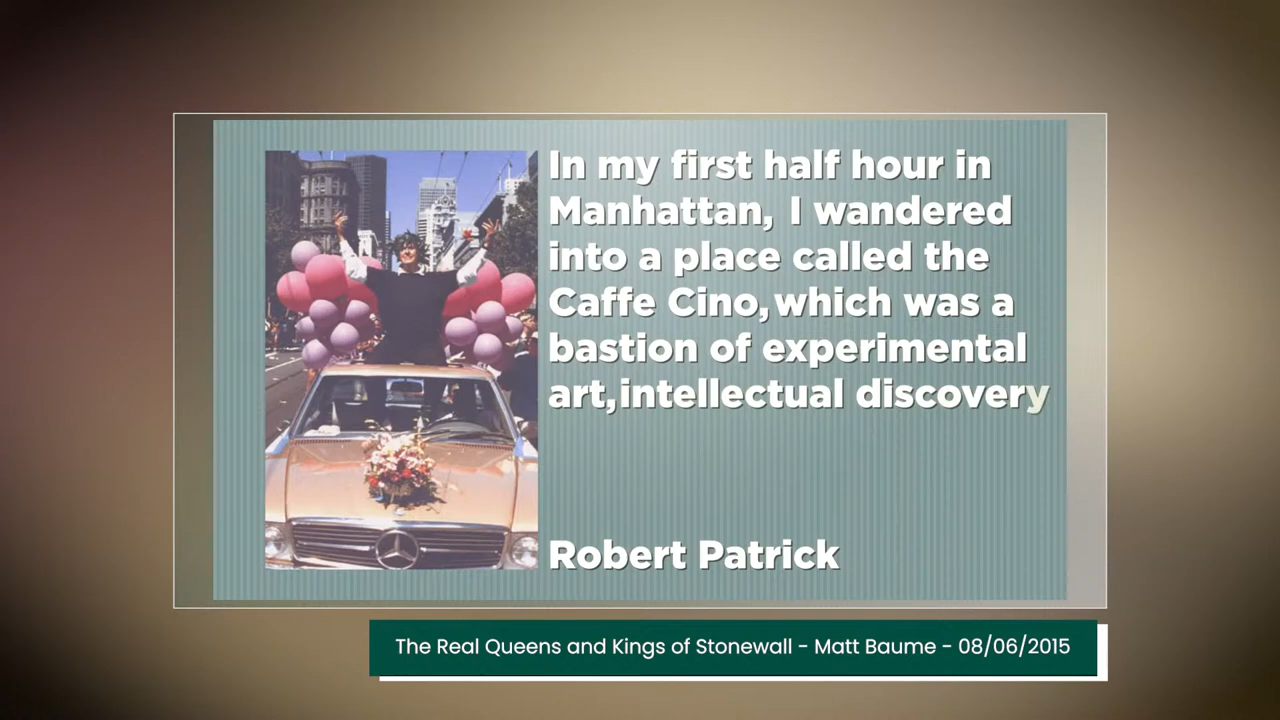 In my first half hour in
Manhattan, I wandered
into a place called the
Caffe Cino, which was a
bastion of experimental
art, intellectual discovery
Robert Patrick
The Real Queens and Kings of Stonewall - Matt Baume - 08/06/2015